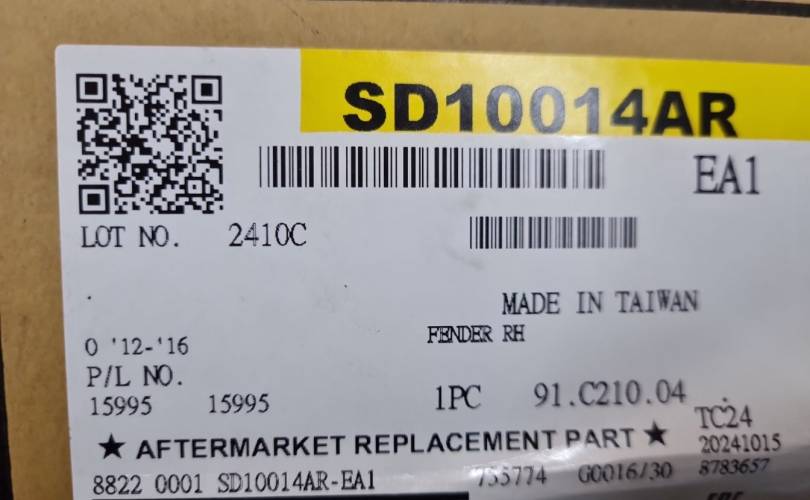 SD10014AR
EA1
LOT NO. 2410C
MADE IN TAIWAN
FENDER RH
O '12-'16
P/L NO.
15995 15995
1PC 91.C210.04
TC24
★ AFTERMARKET REPLACEMENT PART ★
20241015
8822 0001 SD10014AR-EA1 755774 G0016/30 8783657